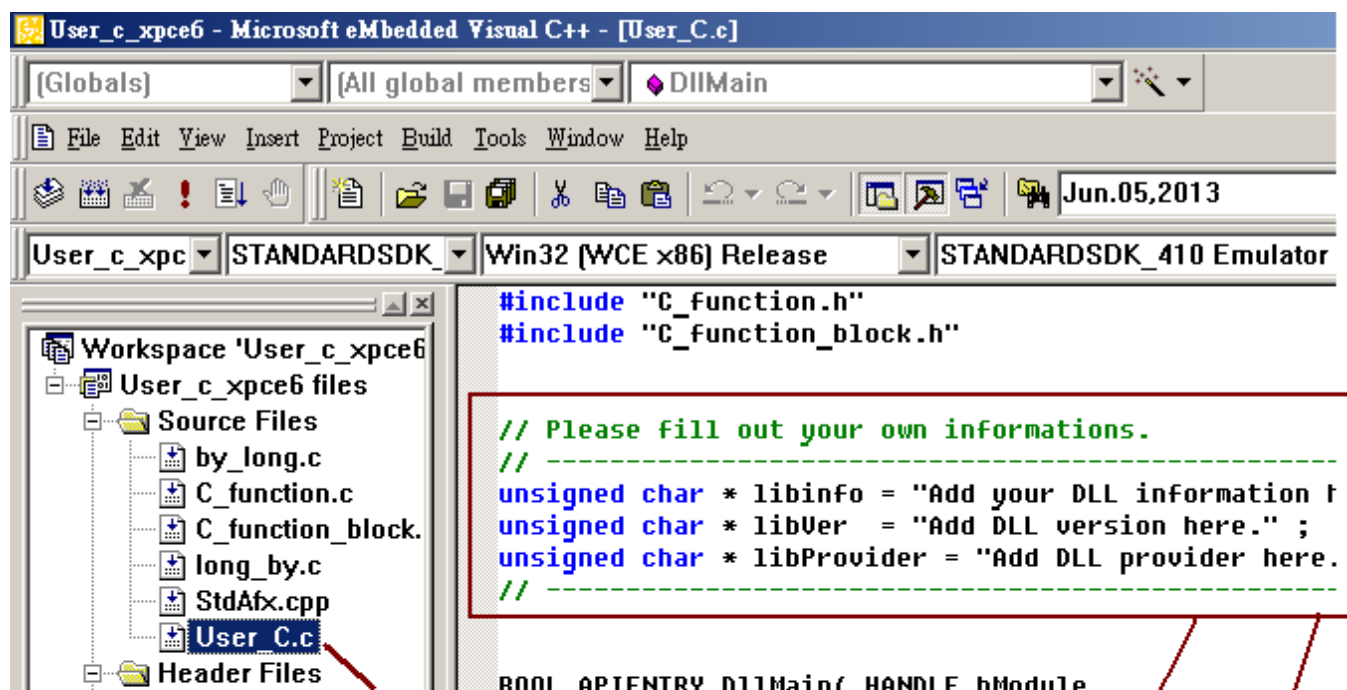 User_c_xpce6 - Microsoft eMbedded Visual C++ - [User_C.c]
(Globals) (All global members DllMain
File Edit View Insert Project Build Tools Window Help
Jun.05,2013
User_c_xpc STANDARDSDK_ Win32 (WCE x86) Release STANDARDSDK_410 Emulator
Workspace 'User_c_xpce6
User_c_xpce6 files
Source Files
by_long.c
C_function.c
C_function_block.
long_by.c
StdAfx.cpp
User_C.c
Header Files
#include "C_function.h"
#include "C_function_block.h"
// Please fill out your own informations.
// --------------------------------------------------
unsigned char * libinfo = "Add your DLL information
unsigned char * libVer = "Add DLL version here." ;
unsigned char * libProvider = "Add DLL provider here.
// --------------------------------------------------
BOOL APIENTRY DllMain( HANDLE hModule